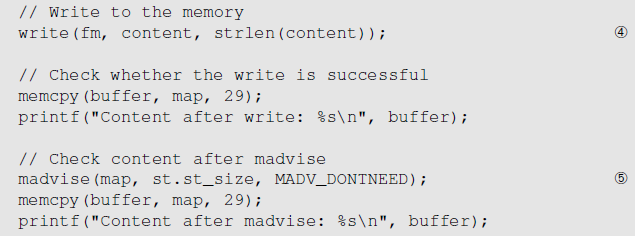 // Write to the memory
write(fm, content, strlen(content)); ④
// Check whether the write is successful
memcpy(buffer, map, 29);
printf("Content after write: %s\n", buffer);
// Check content after madvise
madvise(map, st.st_size, MADV_DONTNEED); ⑤
memcpy(buffer, map, 29);
printf("Content after madvise: %s\n", buffer);